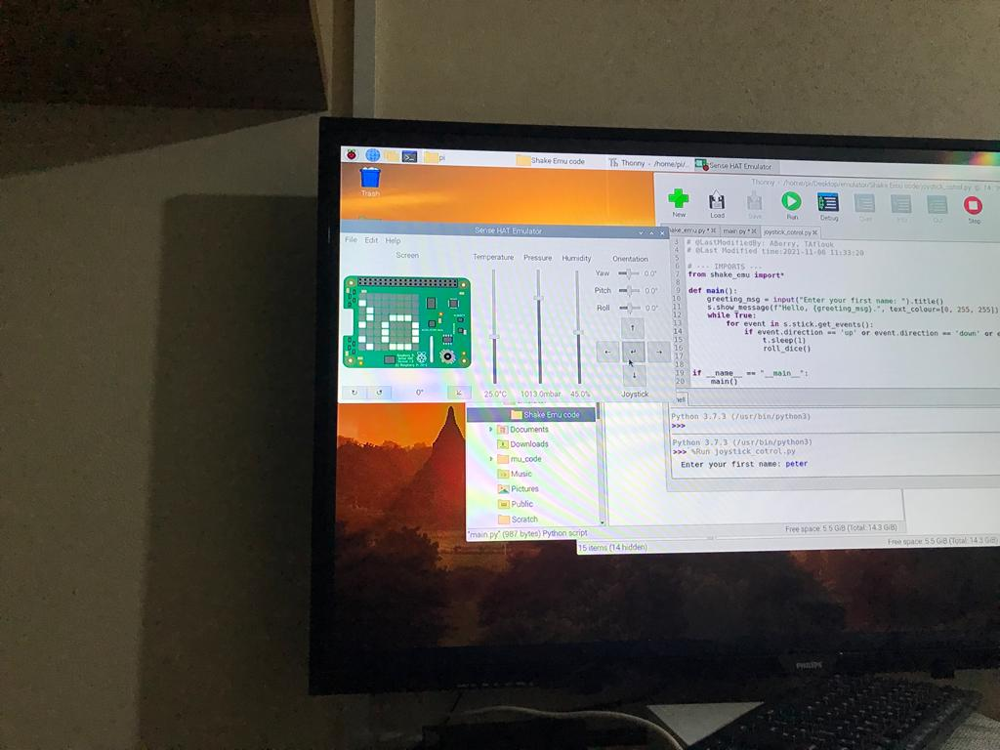 pi
Shake Emu code
Thonny - /home/pi/..
Sense HAT Emulator
Trash
Thonny - /home/pi/Desktop/emulator/Shake Emu code/joystick_cotrol.py @ 14
New
Load
Save
Run
Debug
Over
Into
Out
Stop
ake_emu.py *
main.py *
joystick_cotrol.py
Sense HAT Emulator
File Edit Help
Screen
Temperature
Pressure
Humidity
Orientation
Yaw
0.0°
Pitch
0.0°
Roll
0.0°
0°
25.0°C
1013.0mbar
45.0%
Joystick
3 # @LastModifiedBy: ABerry, TAflouk
4 # @Last Modified time:2021-11-06 11:33:20
5
6 # --- IMPORTS ---
7 from shake_emu import*
8
9 def main():
10 greeting_msg = input("Enter your first name: ").title()
11 s.show_message(f"Hello, {greeting_msg}.", text_colour=[0, 255, 255])
12 while True:
13 for event in s.stick.get_events():
14 if event.direction == 'up' or event.direction == 'down' or e
15 t.sleep(1)
16 roll_dice()
17
18
19 if __name__ == "__main__":
20 main()
ell
Python 3.7.3 (/usr/bin/python3)
>>>
Python 3.7.3 (/usr/bin/python3)
>>> %Run joystick_cotrol.py
Enter your first name: peter
Shake Emu code
Documents
Downloads
mu_code
Music
Pictures
Public
Scratch
"main.py" (987 bytes) Python script
Free space: 5.5 GiB (Total: 14.3 GiB)
15 items (14 hidden)
Free space: 5.5 GiB (Total: 14.3 GiB)
PHILIPS